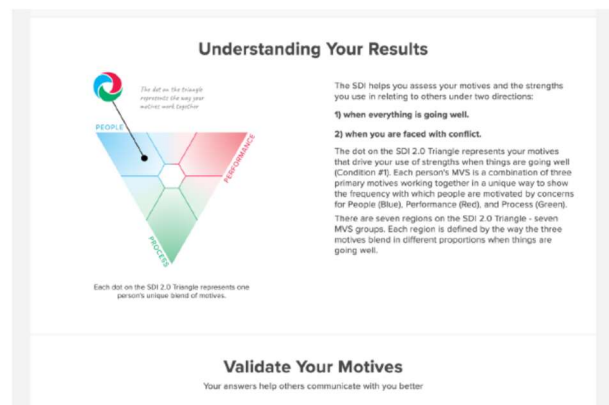 Understanding Your Results
The dot on the triangle
represents the way your
motives work together
PEOPLE
PERFORMANCE
PROCESS
Each dot on the SDI 2.0 Triangle represents one
person's unique blend of motives.
The SDI helps you assess your motives and the strengths
you use in relating to others under two directions:
1) when everything is going well.
2) when you are faced with conflict.
The dot on the SDI 2.0 Triangle represents your motives
that drive your use of strengths when things are going well
(Condition #1). Each person's MVS is a combination of three
primary motives working together in a unique way to show
the frequency with which people are motivated by concerns
for People (Blue), Performance (Red), and Process (Green).
There are seven regions on the SDI 2.0 Triangle - seven
MVS groups. Each region is defined by the way the three
motives blend in different proportions when things are
going well.
Validate Your Motives
Your answers help others communicate with you better